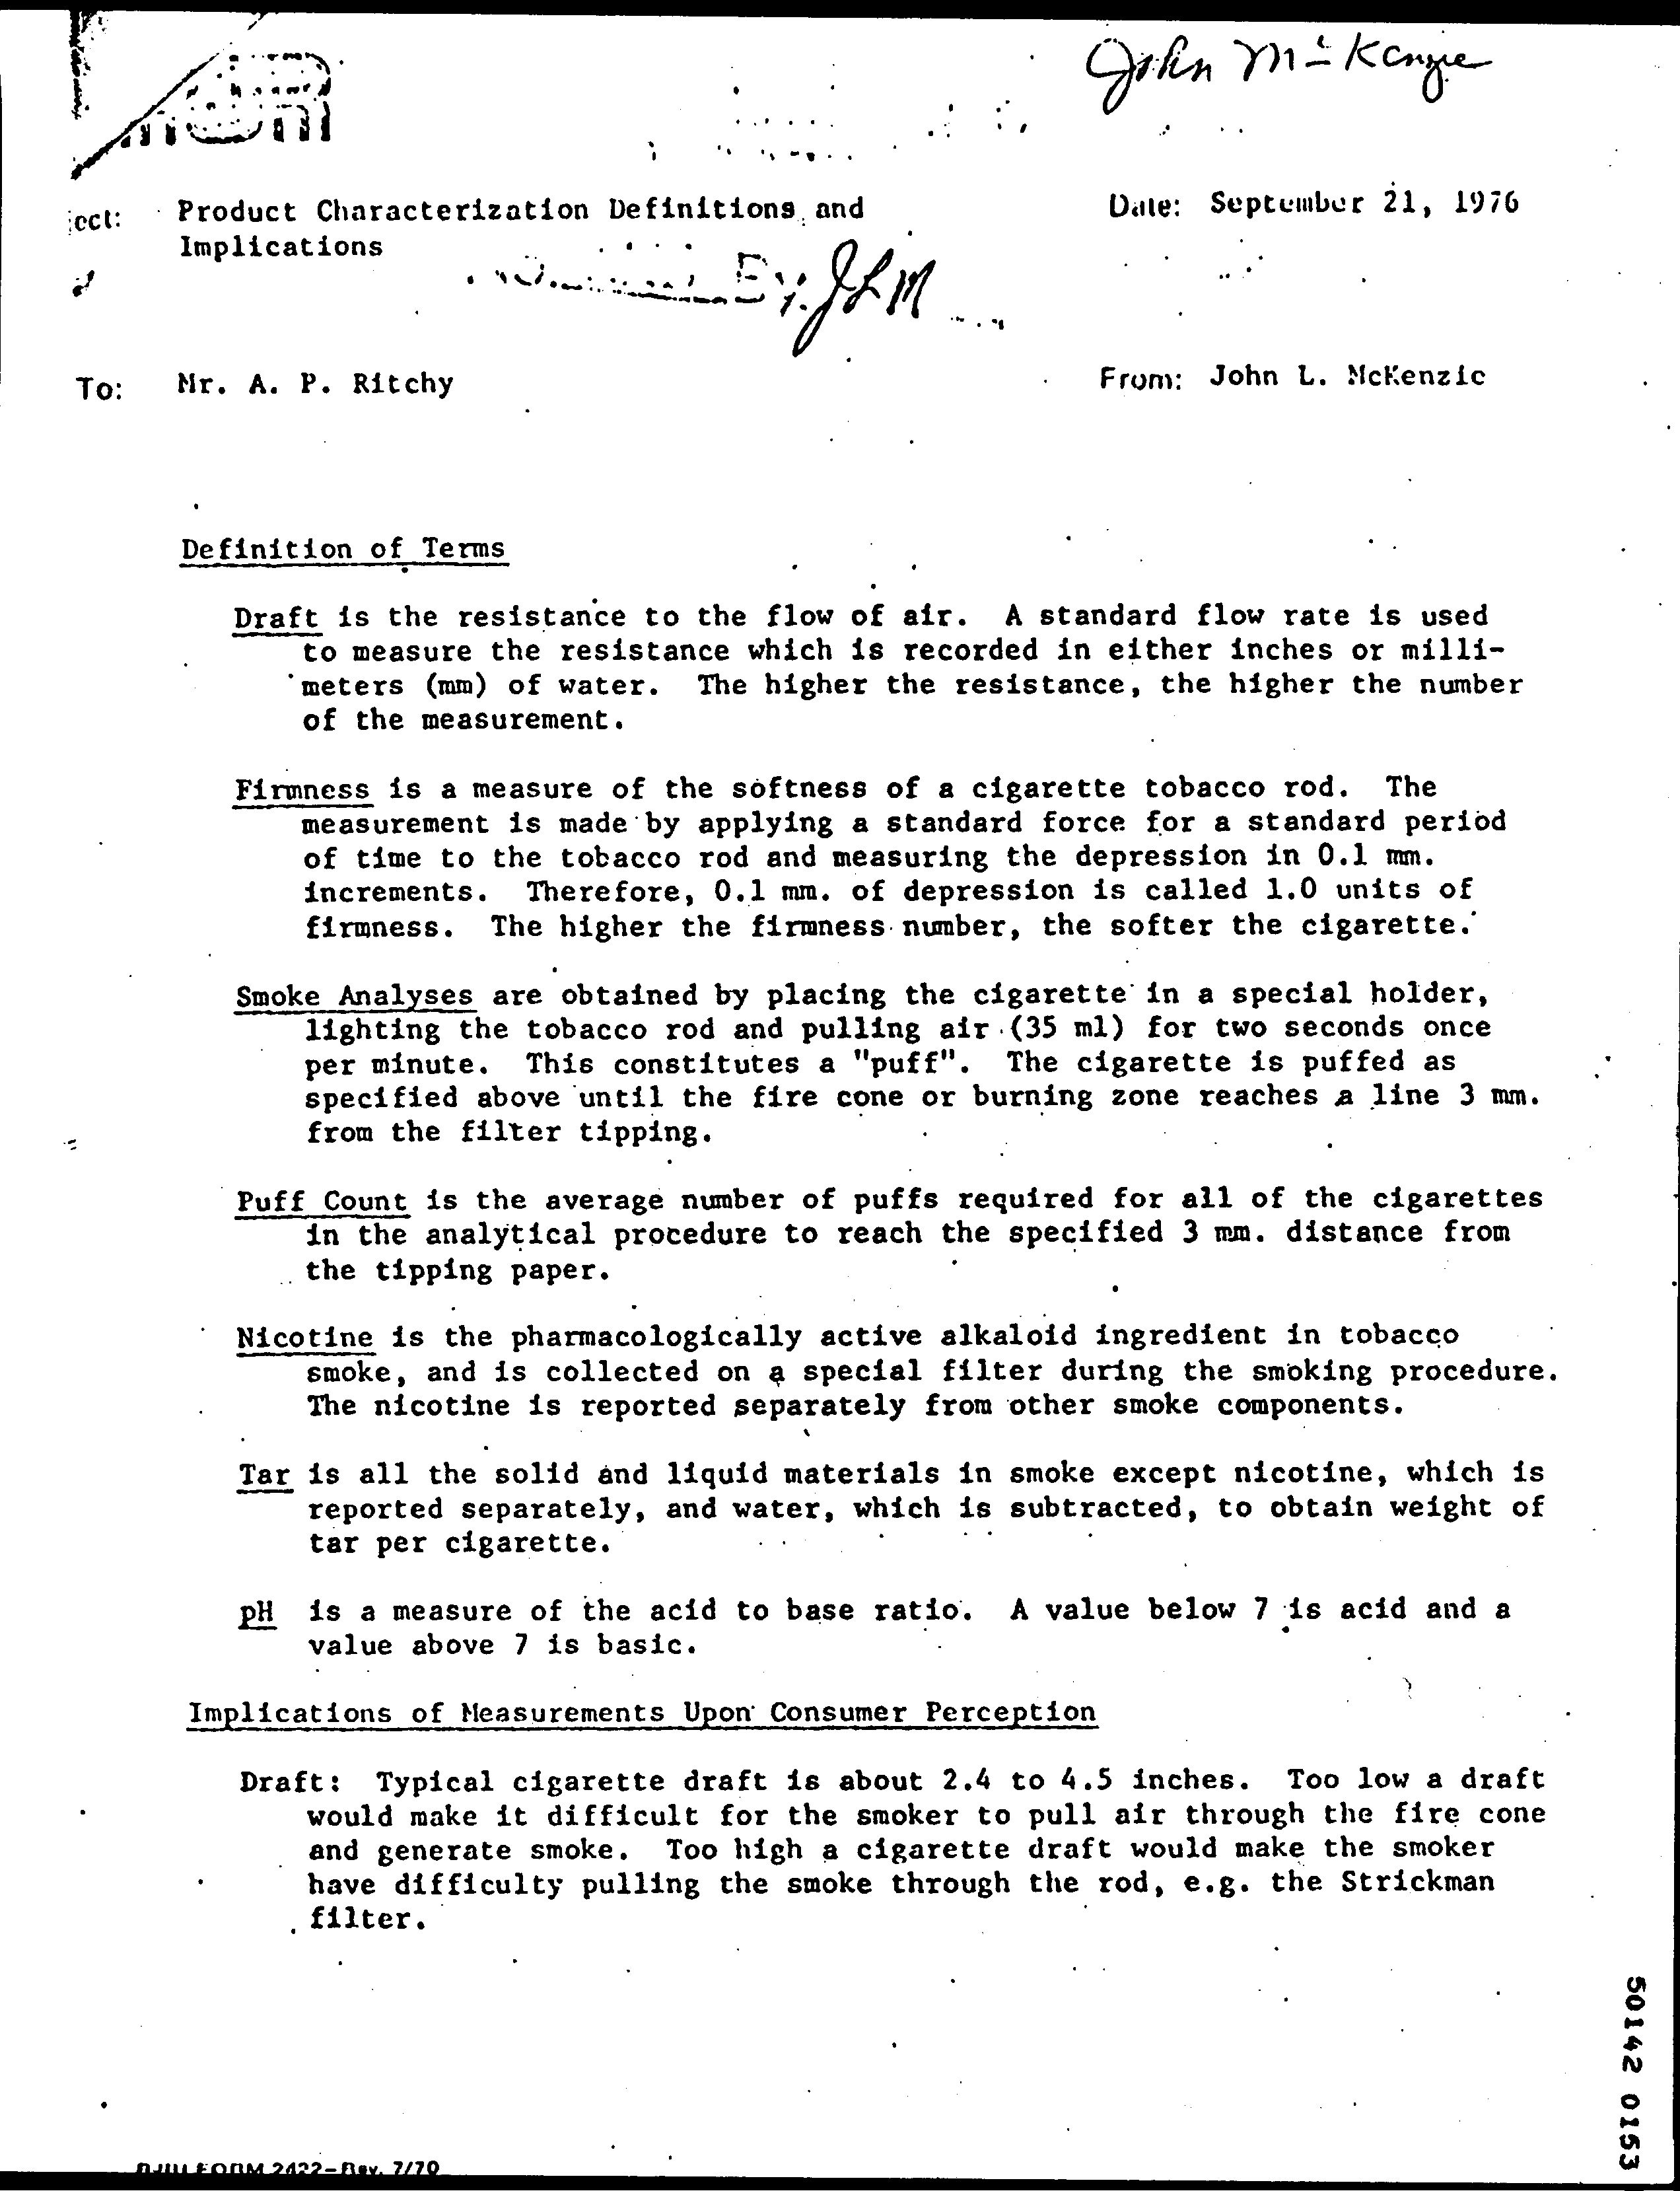 John McKenzie
ject: Product Characterization Definitions and Date: September 21, 1976
Implications
By: JLM
To: Mr. A. P. Ritchy From: John L. McKenzie
Definition of Terms
Draft is the resistance to the flow of air. A standard flow rate is used
to measure the resistance which is recorded in either inches or milli-
meters (mm) of water. The higher the resistance, the higher the number
of the measurement.
Firmness is a measure of the softness of a cigarette tobacco rod. The
measurement is made by applying a standard force for a standard period
of time to the tobacco rod and measuring the depression in 0.1 mm.
increments. Therefore, 0.1 mm. of depression is called 1.0 units of
firmness. The higher the firmness number, the softer the cigarette.
Smoke Analyses are obtained by placing the cigarette in a special holder,
lighting the tobacco rod and pulling air (35 ml) for two seconds once
per minute. This constitutes a "puff". The cigarette is puffed as
specified above until the fire cone or burning zone reaches a line 3 mm.
from the filter tipping.
Puff Count is the average number of puffs required for all of the cigarettes
in the analytical procedure to reach the specified 3 mm. distance from
the tipping paper.
Nicotine is the pharmacologically active alkaloid ingredient in tobacco
smoke, and is collected on a special filter during the smoking procedure.
The nicotine is reported separately from other smoke components.
Tar is all the solid and liquid materials in smoke except nicotine, which is
reported separately, and water, which is subtracted, to obtain weight of
tar per cigarette.
pH is a measure of the acid to base ratio. A value below 7 is acid and a
value above 7 is basic.
Implications of Measurements Upon Consumer Perception
Draft: Typical cigarette draft is about 2.4 to 4.5 inches. Too low a draft
would make it difficult for the smoker to pull air through the fire cone
and generate smoke. Too high a cigarette draft would make the smoker
have difficulty pulling the smoke through the rod, e.g. the Strickman
filter.
50142 0153
FORM 2422-Rev. 7/70